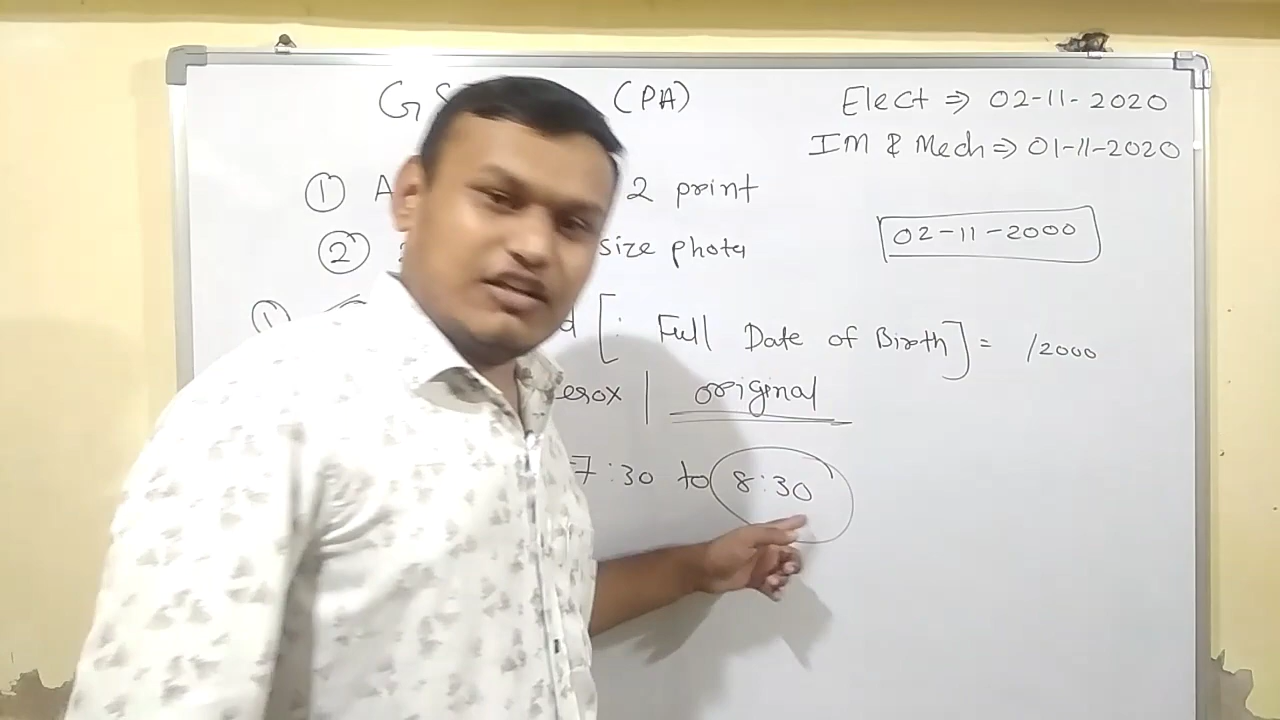 G (PA)
Elect ⇒ 02-11-2020
IM & Mech ⇒ 01-11-2020
① A 2 print
② size photo
02-11-2000
① d [: Full Date of Birth] = /2000
erox | original
7:30 to 8:30